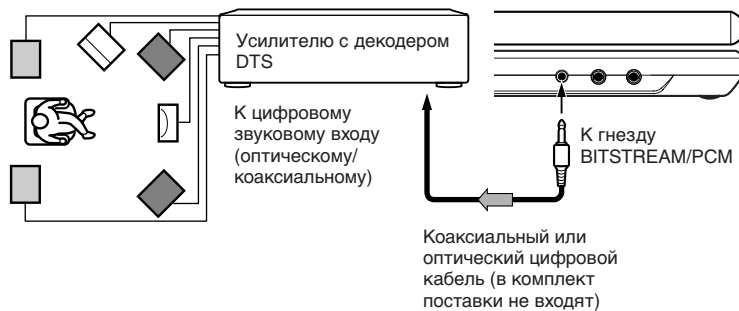 Усилителю с декодером
DTS
К цифровому
звуковому входу
(оптическому/
коаксиальному)
К гнезду
BITSTREAM/PCM
Коаксиальный или
оптический цифровой
кабель (в комплект
поставки не входят)